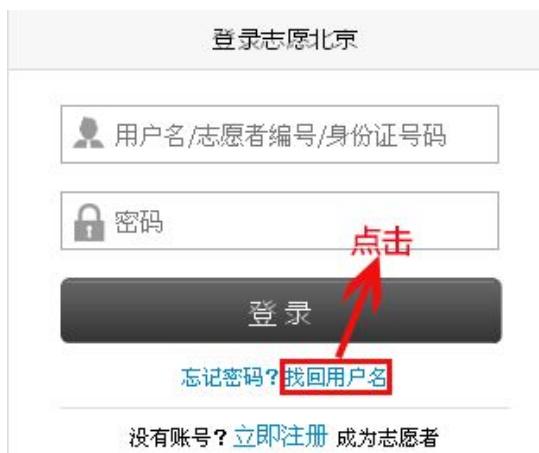 登录志愿北京
用户名/志愿者编号/身份证号码
密码
点击
登录
忘记密码?找回用户名
没有账号?立即注册 成为志愿者